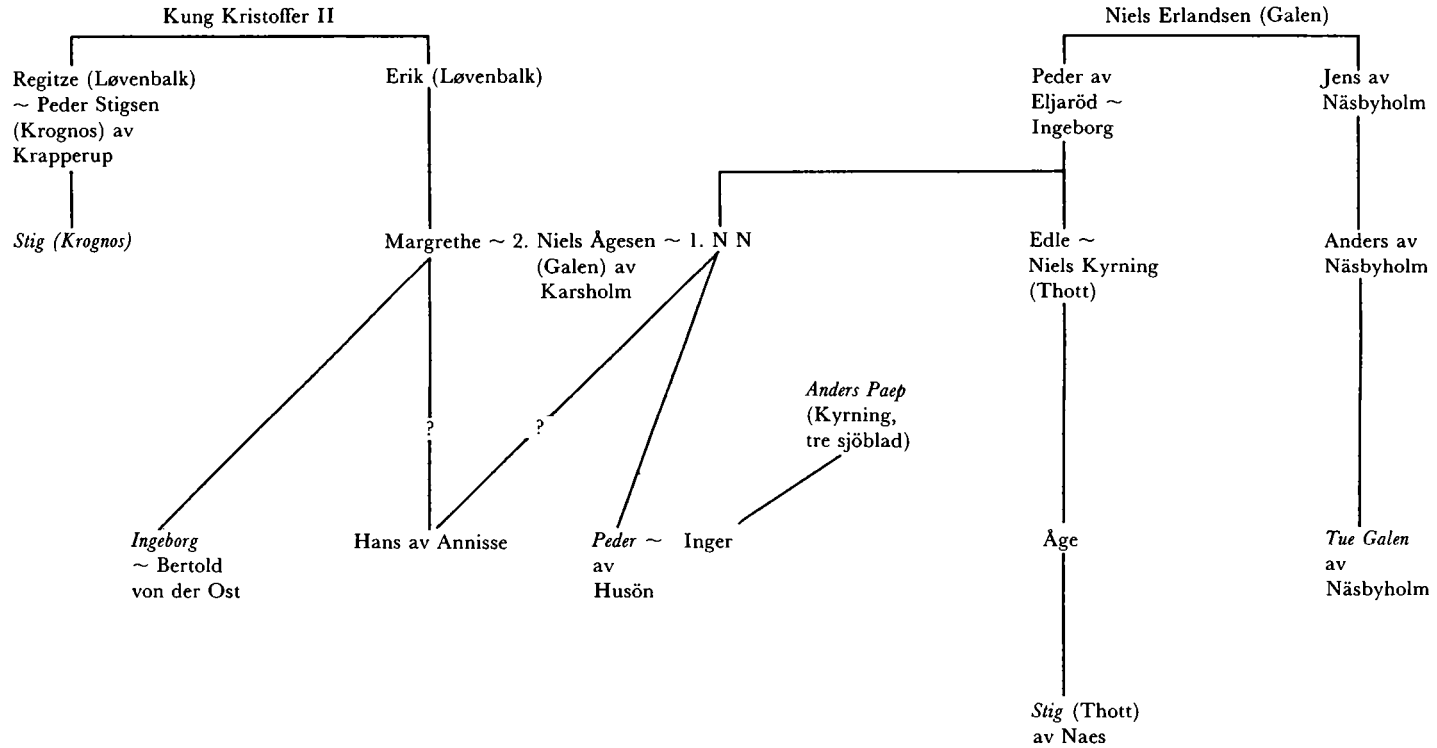 Kung Kristoffer II
Niels Erlandsen (Galen)
Regitze (Løvenbalk)
~ Peder Stigsen
(Krognos) av
Krapperup
Erik (Løvenbalk)
Peder av
Eljaröd ~
Ingeborg
Jens av
Näsbyholm
Stig (Krognos)
Margrethe ~ 2. Niels Ågesen ~ 1. N N
(Galen) av
Karsholm
Edle ~
Niels Kyrning
(Thott)
Anders av
Näsbyholm
Anders Paep
(Kyrning,
tre sjöblad)
?
?
Ingeborg
~ Bertold
von der Ost
Hans av Annisse
Peder ~ Inger
av
Husön
Åge
Tue Galen
av
Näsbyholm
Stig (Thott)
av Naes